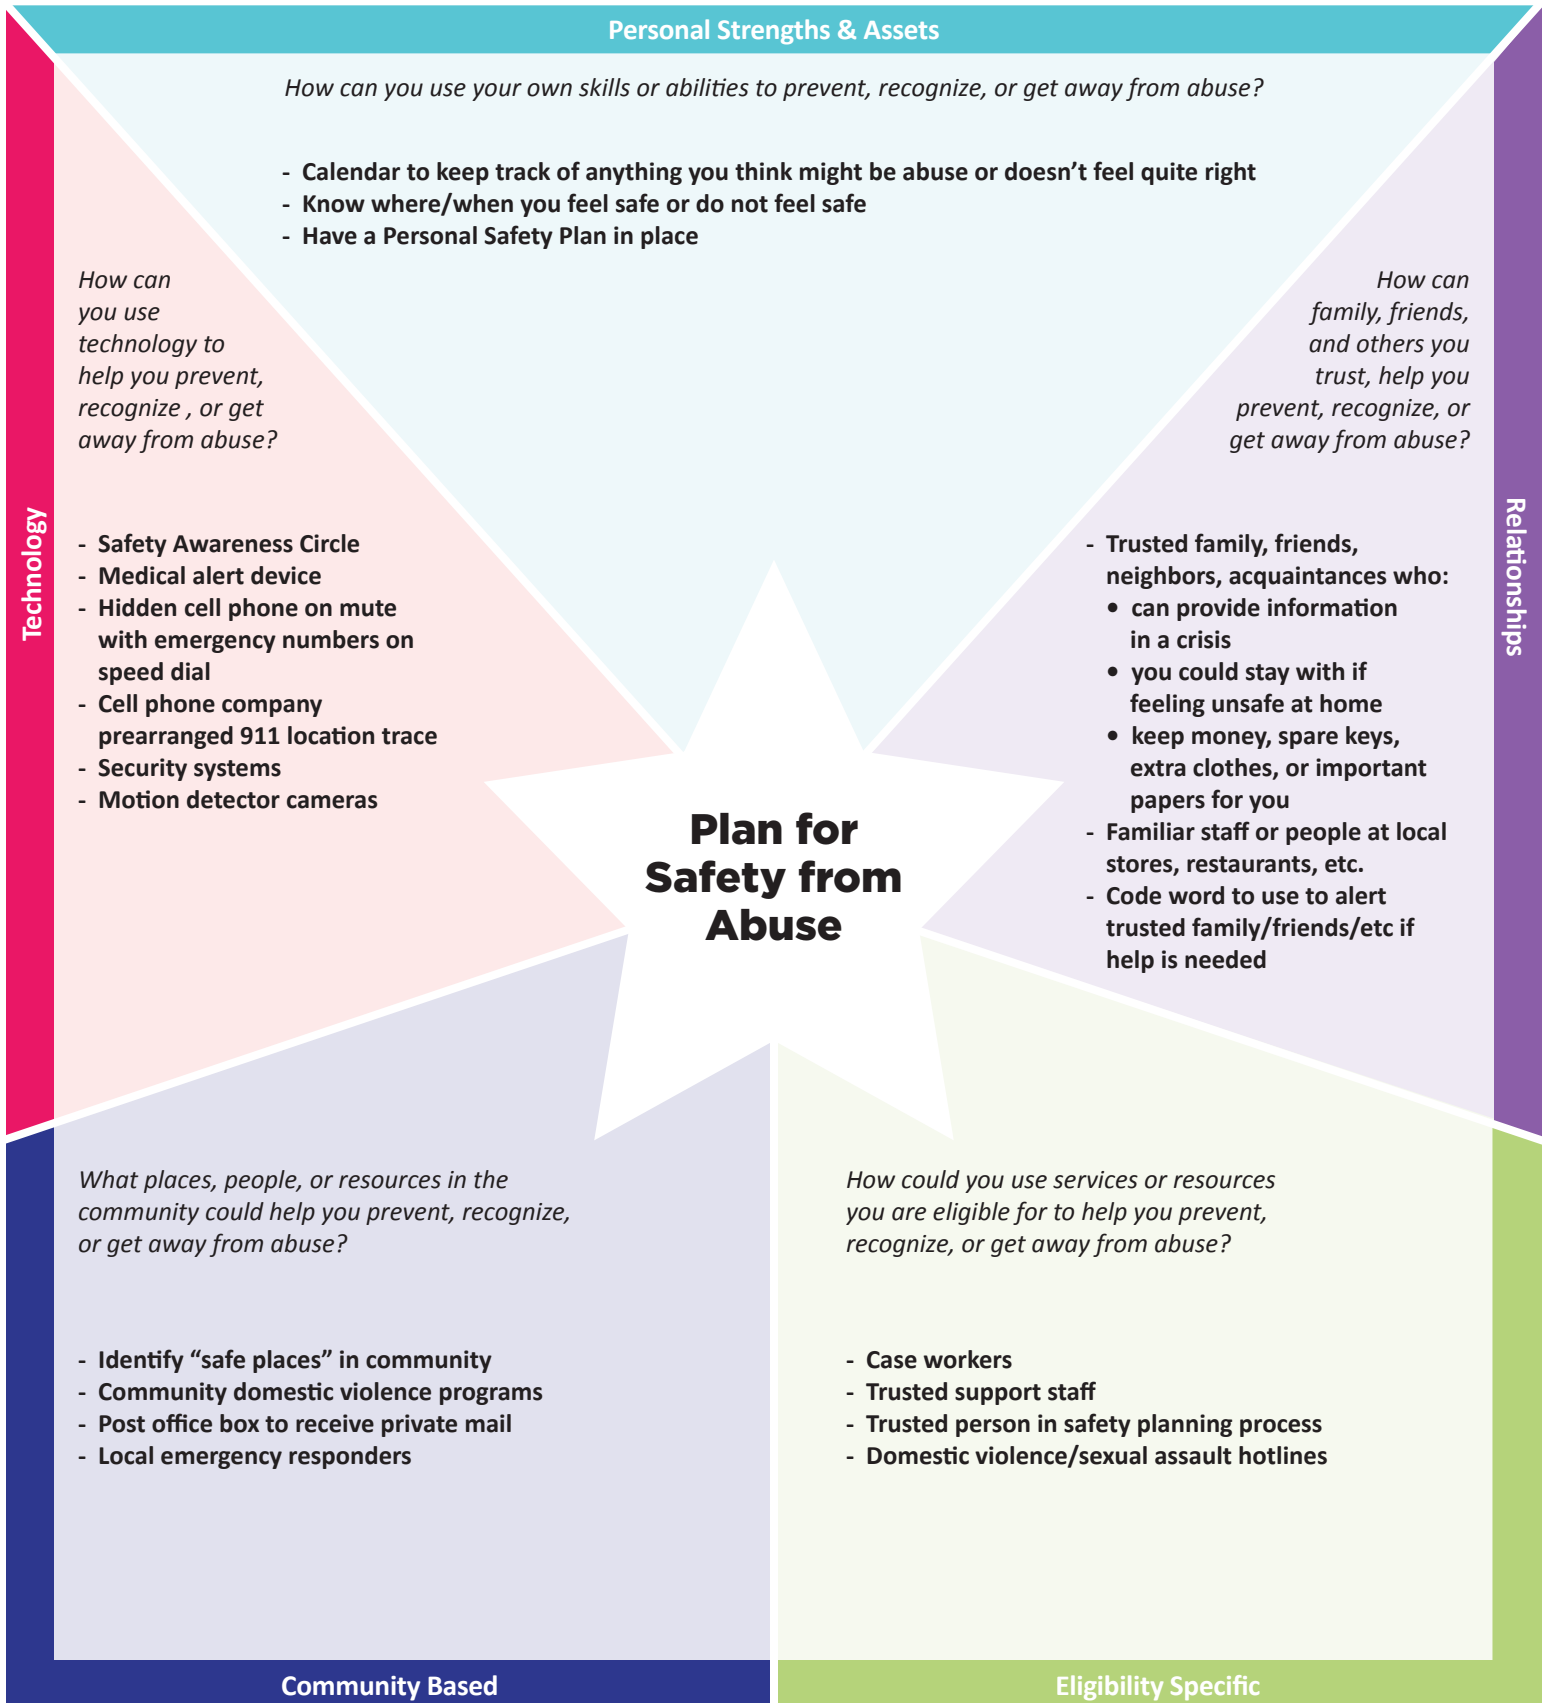 Personal Strengths & Assets
How can you use your own skills or abilities to prevent, recognize, or get away from abuse?
- Calendar to keep track of anything you think might be abuse or doesn’t feel quite right
- Know where/when you feel safe or do not feel safe
- Have a Personal Safety Plan in place
Technology
How can
you use
technology to
help you prevent,
recognize , or get
away from abuse?
- Safety Awareness Circle
- Medical alert device
- Hidden cell phone on mute
with emergency numbers on
speed dial
- Cell phone company
prearranged 911 location trace
- Security systems
- Motion detector cameras
Relationships
How can
family, friends,
and others you
trust, help you
prevent, recognize, or
get away from abuse?
- Trusted family, friends,
neighbors, acquaintances who:
• can provide information
in a crisis
• you could stay with if
feeling unsafe at home
• keep money, spare keys,
extra clothes, or important
papers for you
- Familiar staff or people at local
stores, restaurants, etc.
- Code word to use to alert
trusted family/friends/etc if
help is needed
Plan for
Safety from
Abuse
What places, people, or resources in the
community could help you prevent, recognize,
or get away from abuse?
- Identify “safe places” in community
- Community domestic violence programs
- Post office box to receive private mail
- Local emergency responders
Community Based
How could you use services or resources
you are eligible for to help you prevent,
recognize, or get away from abuse?
- Case workers
- Trusted support staff
- Trusted person in safety planning process
- Domestic violence/sexual assault hotlines
Eligibility Specific